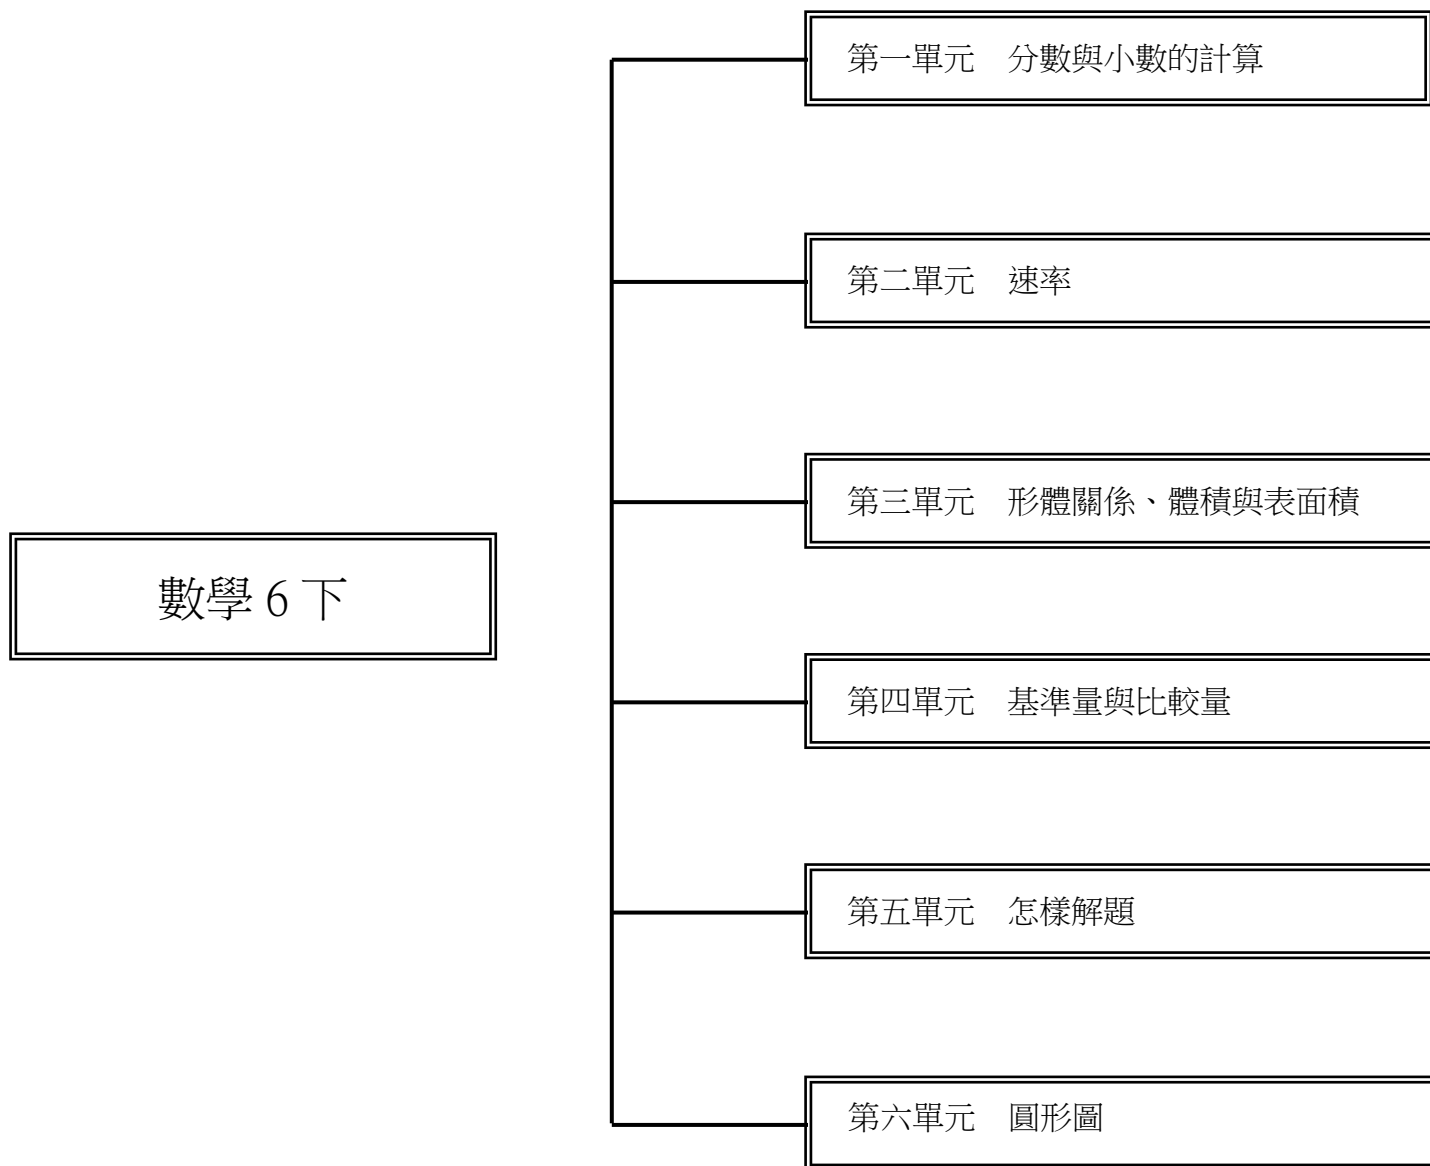 第一單元　分數與小數的計算
第二單元　速率
第三單元　形體關係、體積與表面積
數學 6 下
第四單元　基準量與比較量
第五單元　怎樣解題
第六單元　圓形圖